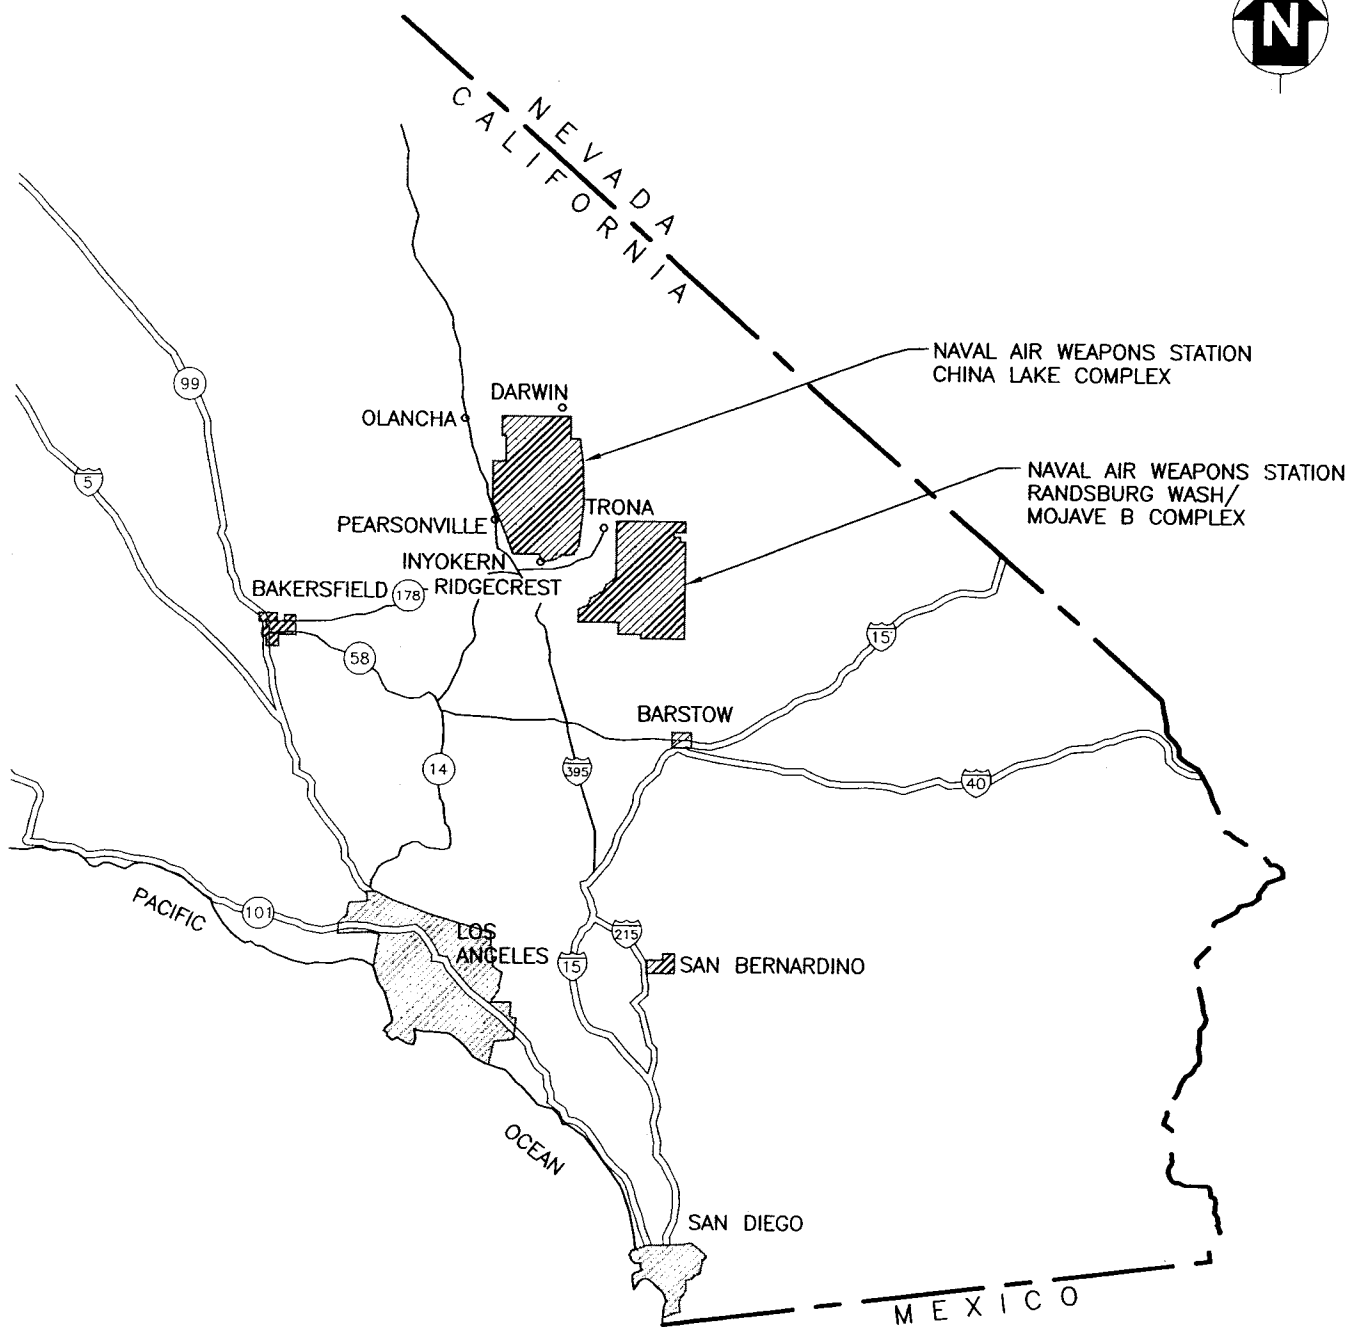 N
NEVADA
CALIFORNIA
NAVAL AIR WEAPONS STATION
CHINA LAKE COMPLEX
99
DARWIN
OLANCHA
NAVAL AIR WEAPONS STATION
RANDSBURG WASH/
MOJAVE B COMPLEX
5
TRONA
PEARSONVILLE
INYOKERN
BAKERSFIELD
178
RIDGECREST
15
58
BARSTOW
14
395
40
PACIFIC
101
LOS
ANGELES
215
15
SAN BERNARDINO
OCEAN
SAN DIEGO
MEXICO